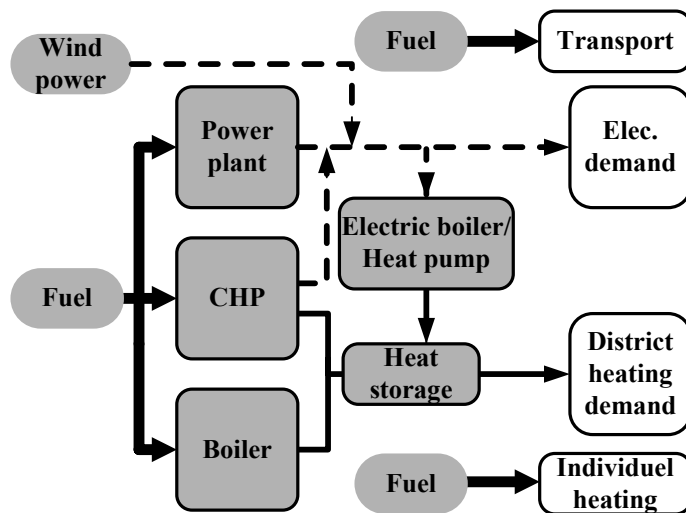 Wind
power
Fuel
Transport
Power
plant
Elec.
demand
Electric boiler/
Heat pump
Fuel
CHP
Heat
storage
District
heating
demand
Boiler
Fuel
Individuel
heating